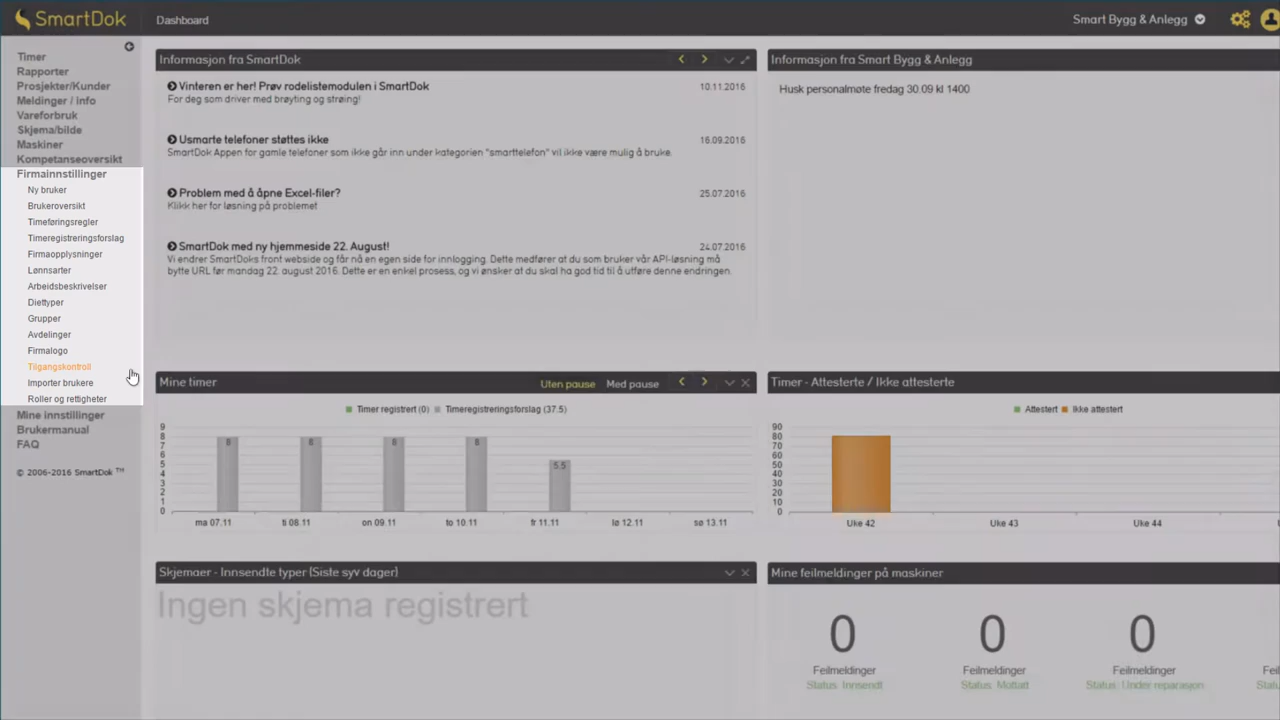 SmartDok
Dashboard
Smart Bygg & Anlegg
Timer
Rapporter
Prosjekter/Kunder
Meldinger / Info
Vareforbruk
Skjema/bilde
Maskiner
Kompetanseoversikt
Firmainnstillinger
Ny bruker
Brukeroversikt
Timeføringsregler
Timeregistreringsforslag
Firmaopplysninger
Lønnsarter
Arbeidsbeskrivelser
Diettyper
Grupper
Avdelinger
Firmalogo
Tilgangskontroll
Importer brukere
Roller og rettigheter
Mine innstillinger
Brukermanual
FAQ
© 2006-2016 SmartDok ™
Informasjon fra SmartDok
Vinteren er her! Prøv rodelistemodulen i SmartDok 10.11.2016
For deg som driver med brøyting og strøing!
Usmarte telefoner støttes ikke 16.09.2016
SmartDok Appen for gamle telefoner som ikke går inn under kategorien "smarttelefon" vil ikke være mulig å bruke.
Problem med å åpne Excel-filer? 25.07.2016
Klikk her for løsning på problemet
SmartDok med ny hjemmeside 22. August! 24.07.2016
Vi endrer SmartDoks front webside og får nå en egen side for innlogging. Dette medfører at du som bruker vår API-løsning må
bytte URL før mandag 22. august 2016. Dette er en enkel prosess, og vi ønsker at du skal ha god tid til å utføre denne endringen.
Informasjon fra Smart Bygg & Anlegg
Husk personalmøte fredag 30.09 kl 1400
Mine timer
Uten pause
Med pause
Timer registrert (0)
Timeregistreringsforslag (37.5)
9
8
7
6
5
4
3
2
1
0
8
8
8
8
5.5
ma 07.11
ti 08.11
on 09.11
to 10.11
fr 11.11
lø 12.11
sø 13.11
Timer - Attesterte / Ikke attesterte
Attestert
Ikke attestert
90
80
70
60
50
40
30
20
10
0
Uke 42
Uke 43
Uke 44
Skjemaer - Innsendte typer (Siste syv dager)
Ingen skjema registrert
Mine feilmeldinger på maskiner
0
0
0
Feilmeldinger
Feilmeldinger
Feilmeldinger
Status: Innsendt
Status: Mottatt
Status: Under reparasjon